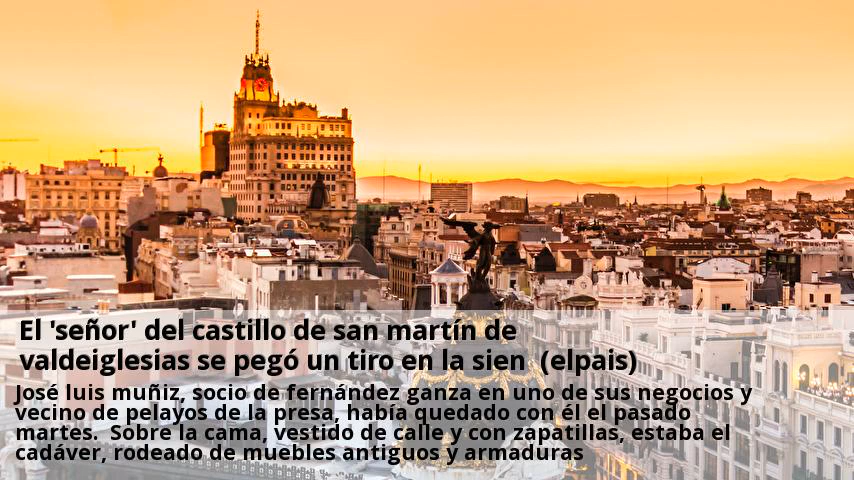 El 'señor' del castillo de san martín de
valdeiglesias se pegó un tiro en la sien  (elpais)
José luis muñiz, socio de fernández ganza en uno de sus negocios y
vecino de pelayos de la presa, había quedado con él el pasado
martes.  Sobre la cama, vestido de calle y con zapatillas, estaba el
cadáver, rodeado de muebles antiguos y armaduras